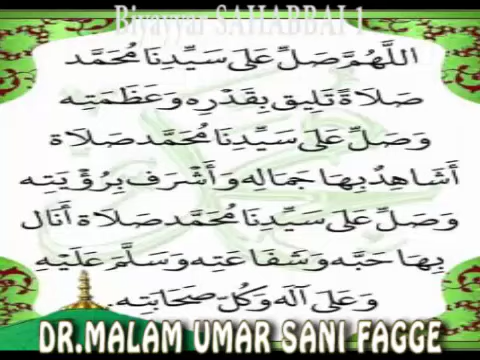 Biyayyar SAHABBAI 1
اللَّهُمَّ صَلِّ عَلَى سَيِّدِنَا مُحَمَّد
صَلَاةً تَلِيقُ بِقَدْرِهِ وَعَظَمَتِهِ
وَصَلِّ عَلَى سَيِّدِنَا مُحَمَّد صَلَاة
أُشَاهِدُ بِهَا جَمَالِهِ وَأَشْرَف بِرُؤْيَتِهِ
وَصَلِّ عَلَى سَيِّدِنَا مُحَمَّد صَلَاة أَنَال
بِهَا حَبَّه وَشَفَاعَتِهِ وَسَلَّمَ عَلَيْهِ
وَعَلَى آلَه وَكُلّ صَحَابَتِهِ.
DR.MALAM UMAR SANI FAGGE